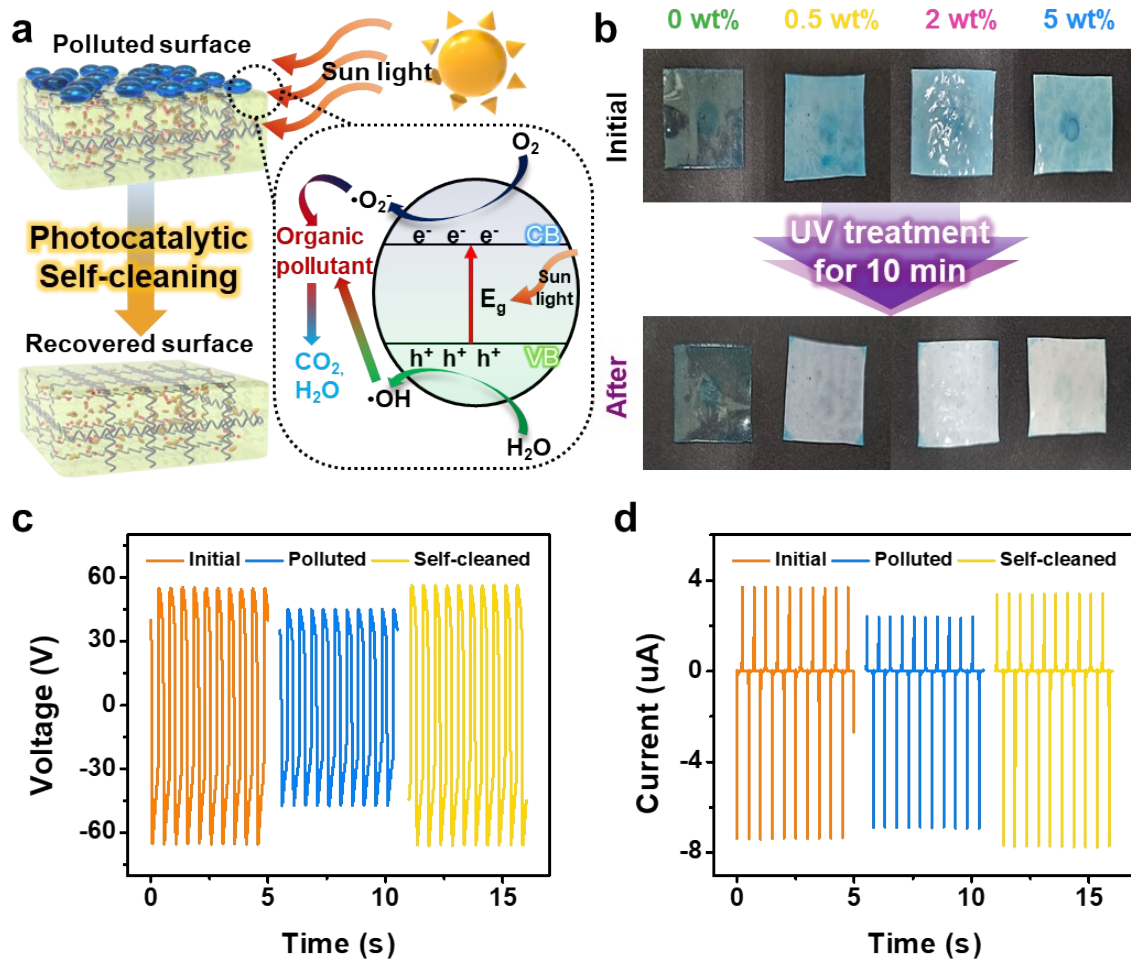 a
Polluted surface
Sun light
Photocatalytic
Self-cleaning
Recovered surface
O₂
•O₂⁻
Organic
pollutant
e⁻ e⁻ e⁻
CB
Sun
light
E_g
h⁺ h⁺ h⁺
VB
CO₂,
H₂O
•OH
H₂O
b
0 wt% 0.5 wt% 2 wt% 5 wt%
Initial
UV treatment
for 10 min
After
c
Initial Polluted Self-cleaned
60
30
0
-30
-60
Voltage (V)
0 5 10 15
Time (s)
d
Initial Polluted Self-cleaned
4
0
-4
-8
Current (uA)
0 5 10 15
Time (s)